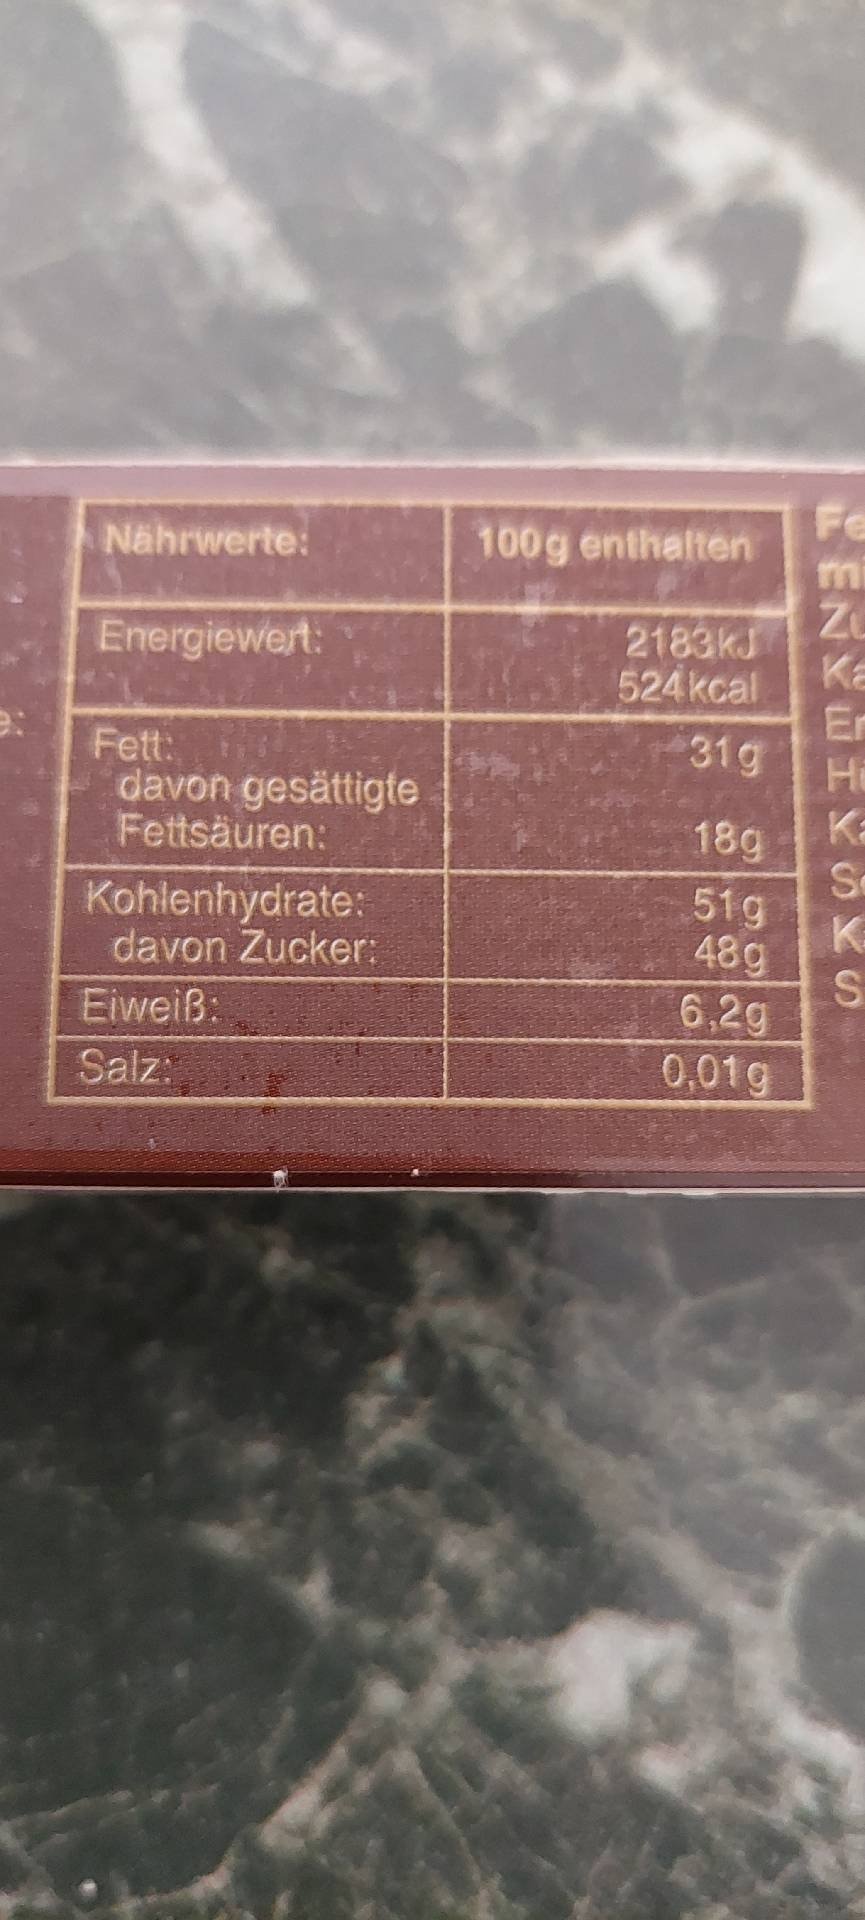 Nährwerte: 100g enthalten
Energiewert: 2183kJ
524kcal
Fett: 31g
davon gesättigte
Fettsäuren: 18g
Kohlenhydrate: 51g
davon Zucker: 48g
Eiweiß: 6,2g
Salz: 0,01g